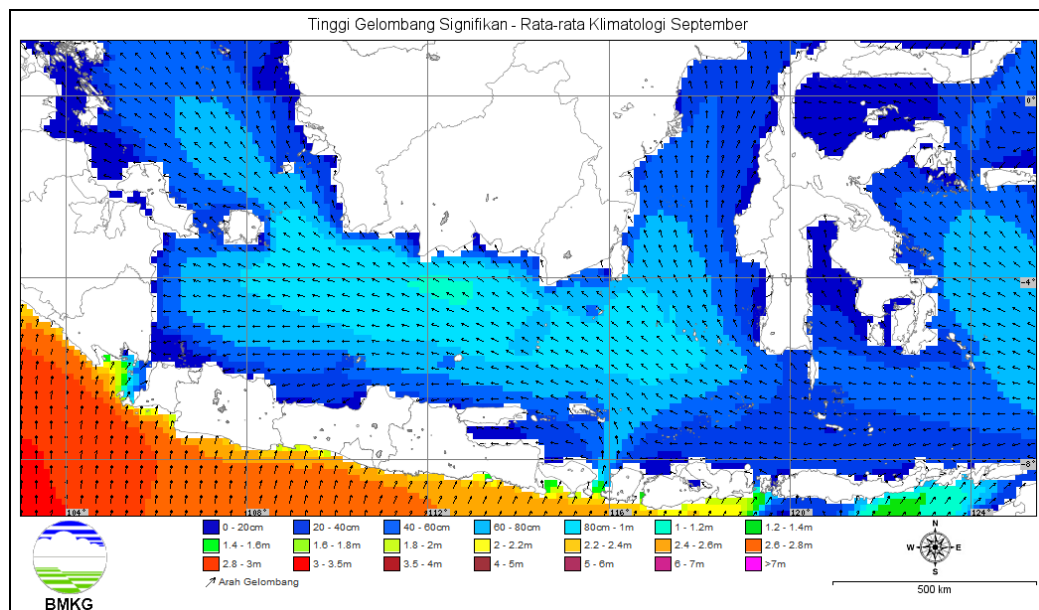 Tinggi Gelombang Signifikan - Rata-rata Klimatologi September
0°
-4°
-8°
104° 108° 112° 116° 120° 124°
0 - 20cm 20 - 40cm 40 - 60cm 60 - 80cm 80cm - 1m 1 - 1.2m 1.2 - 1.4m
1.4 - 1.6m 1.6 - 1.8m 1.8 - 2m 2 - 2.2m 2.2 - 2.4m 2.4 - 2.6m 2.6 - 2.8m
2.8 - 3m 3 - 3.5m 3.5 - 4m 4 - 5m 5 - 6m 6 - 7m >7m
Arah Gelombang
BMKG
N
W E
S
500 km